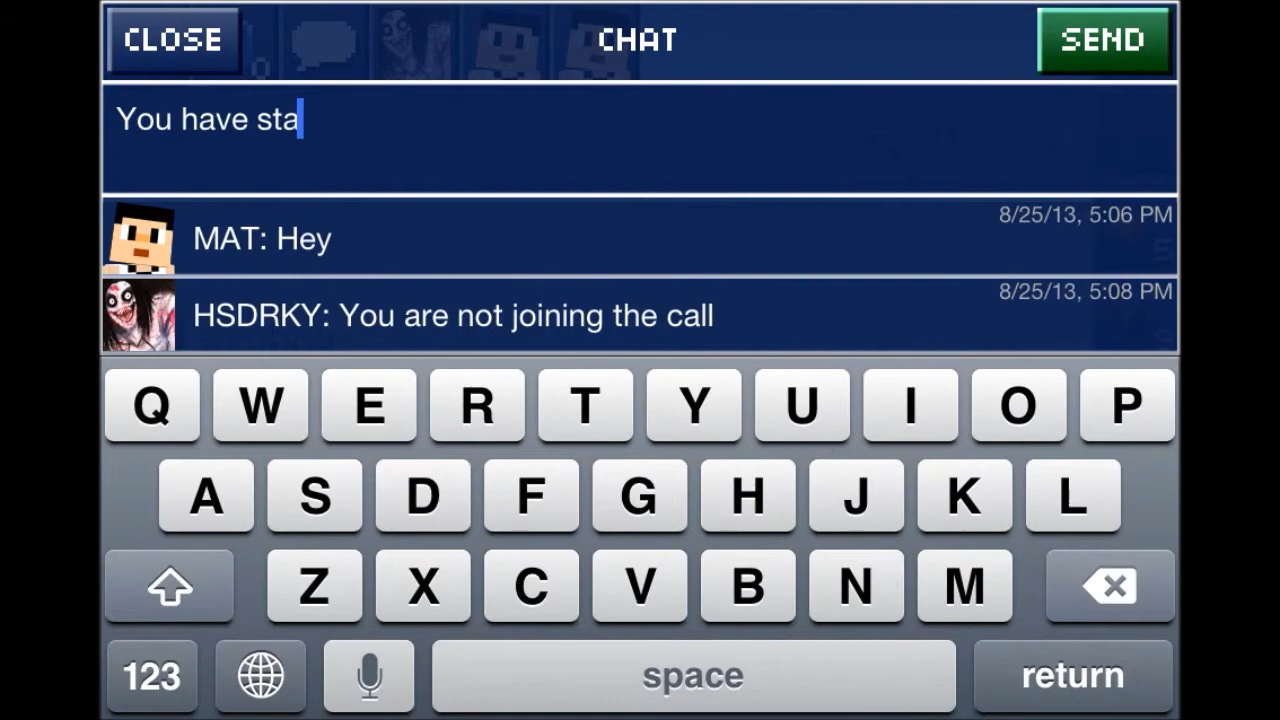 CLOSE
CHAT
SEND
You have sta
8/25/13, 5:06 PM
MAT: Hey
8/25/13, 5:08 PM
HSDRKY: You are not joining the call
Q W E R T Y U I O P
A S D F G H J K L
Z X C V B N M
123 space return